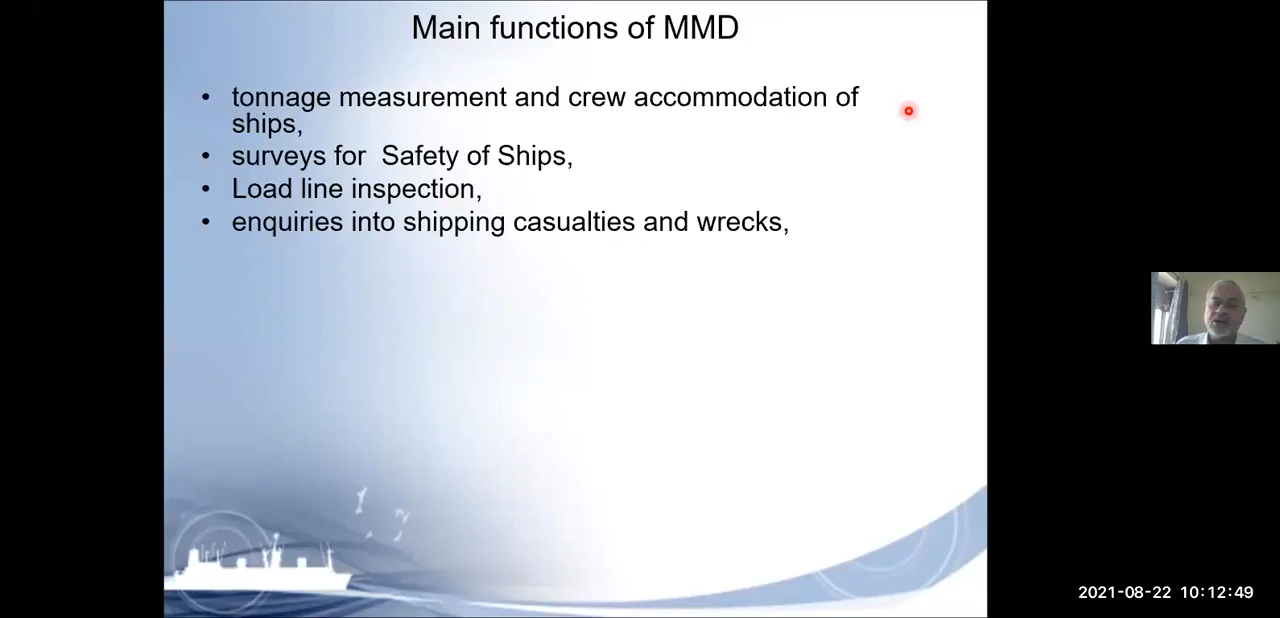 Main functions of MMD
• tonnage measurement and crew accommodation of
ships,
• surveys for  Safety of Ships,
• Load line inspection,
• enquiries into shipping casualties and wrecks,
2021-08-22 10:12:49